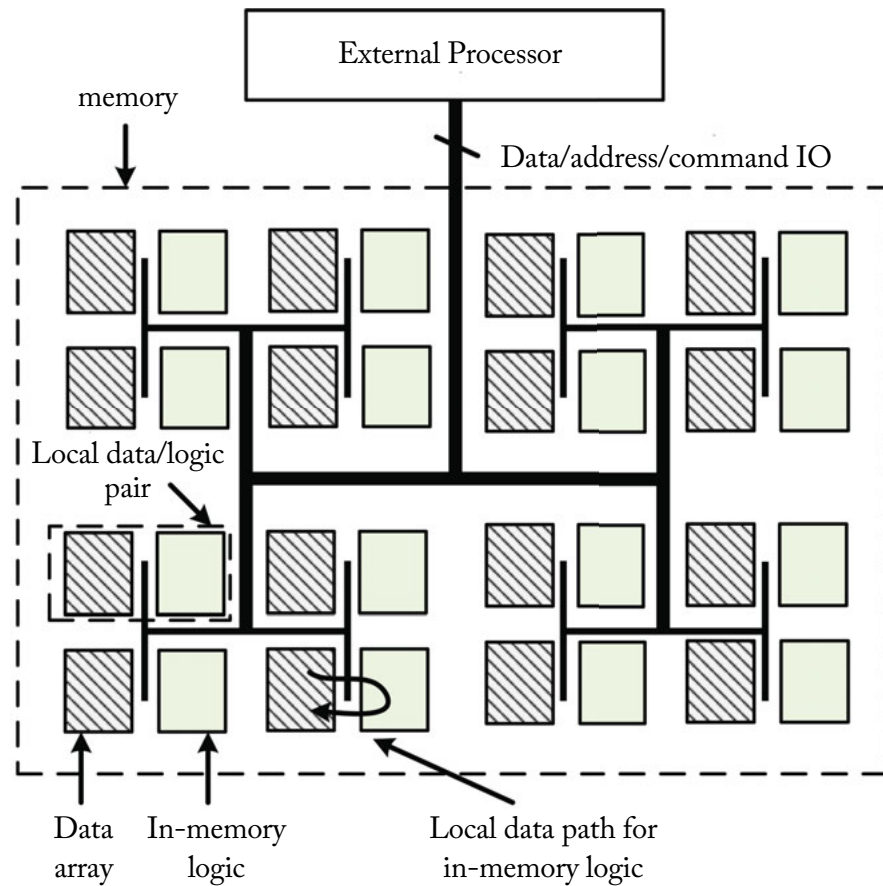 External Processor
memory
Data/address/command IO
Local data/logic
pair
Data
array
In-memory
logic
Local data path for
in-memory logic